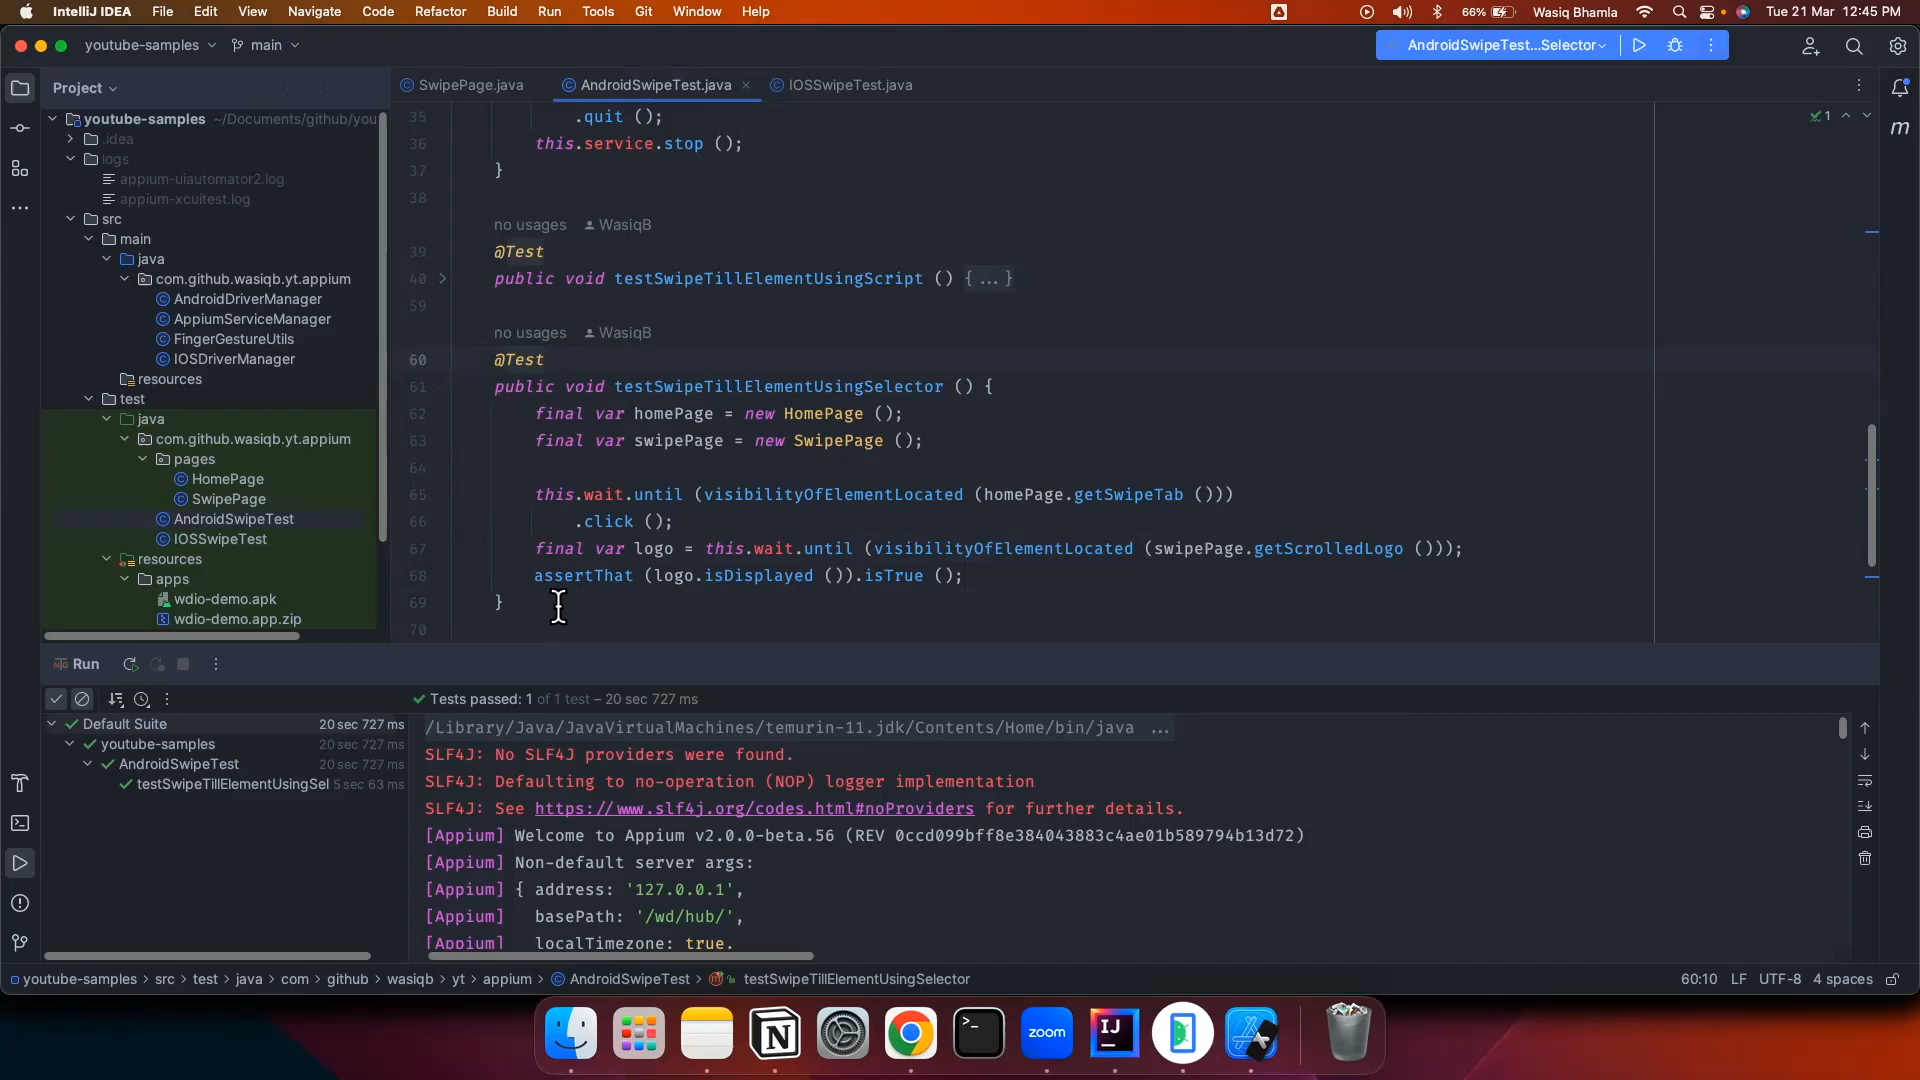 IntelliJ IDEA File Edit View Navigate Code Refactor Build Run Tools Git Window Help 66% Wasiq Bhamla Tue 21 Mar 12:45 PM
youtube-samples main AndroidSwipeTest...Selector
Project
SwipePage.java AndroidSwipeTest.java IOSSwipeTest.java
youtube-samples ~/Documents/github/you
.idea
logs
appium-uiautomator2.log
appium-xcuitest.log
src
main
java
com.github.wasiqb.yt.appium
AndroidDriverManager
AppiumServiceManager
FingerGestureUtils
IOSDriverManager
resources
test
java
com.github.wasiqb.yt.appium
pages
HomePage
SwipePage
AndroidSwipeTest
IOSSwipeTest
resources
apps
wdio-demo.apk
wdio-demo.app.zip
1
35 .quit ();
36 this.service.stop ();
37 }
38
no usages WasiqB
39 @Test
40 public void testSwipeTillElementUsingScript () {...}
59
no usages WasiqB
60 @Test
61 public void testSwipeTillElementUsingSelector () {
62 final var homePage = new HomePage ();
63 final var swipePage = new SwipePage ();
64
65 this.wait.until (visibilityOfElementLocated (homePage.getSwipeTab ()))
66 .click ();
67 final var logo = this.wait.until (visibilityOfElementLocated (swipePage.getScrolledLogo ()));
68 assertThat (logo.isDisplayed ()).isTrue ();
69 }
70
Run
Tests passed: 1 of 1 test – 20 sec 727 ms
Default Suite 20 sec 727 ms
youtube-samples 20 sec 727 ms
AndroidSwipeTest 20 sec 727 ms
testSwipeTillElementUsingSel 5 sec 63 ms
/Library/Java/JavaVirtualMachines/temurin-11.jdk/Contents/Home/bin/java ...
SLF4J: No SLF4J providers were found.
SLF4J: Defaulting to no-operation (NOP) logger implementation
SLF4J: See https://www.slf4j.org/codes.html#noProviders for further details.
[Appium] Welcome to Appium v2.0.0-beta.56 (REV 0ccd099bff8e384043883c4ae01b589794b13d72)
[Appium] Non-default server args:
[Appium] { address: '127.0.0.1',
[Appium] basePath: '/wd/hub/',
[Appium] localTimezone: true,
youtube-samples > src > test > java > com > github > wasiqb > yt > appium > AndroidSwipeTest > testSwipeTillElementUsingSelector 60:10 LF UTF-8 4 spaces
zoom
IJ